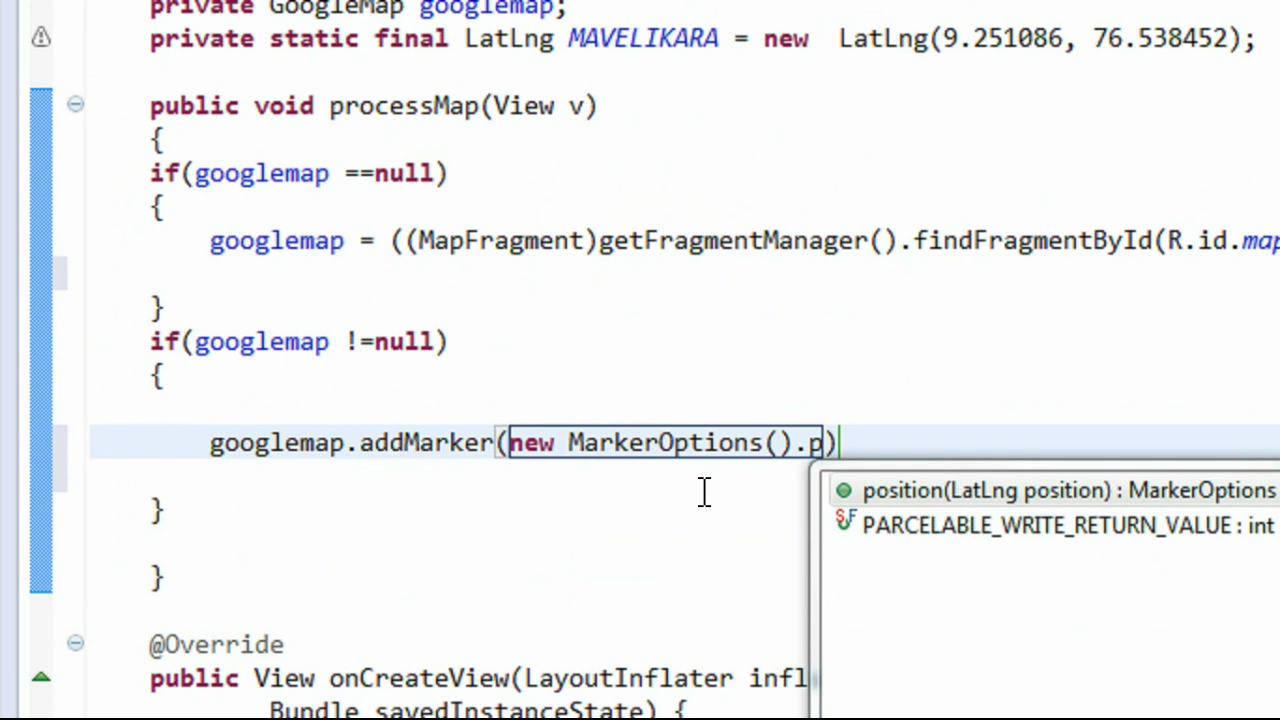 private GoogleMap googlemap;
private static final LatLng MAVELIKARA = new  LatLng(9.251086, 76.538452);
public void processMap(View v)
{
if(googlemap ==null)
{
googlemap = ((MapFragment)getFragmentManager().findFragmentById(R.id.map
}
if(googlemap !=null)
{
googlemap.addMarker(new MarkerOptions().p)
position(LatLng position) : MarkerOptions
PARCELABLE_WRITE_RETURN_VALUE : int
}
}
@Override
public View onCreateView(LayoutInflater infl
Bundle savedInstanceState) {